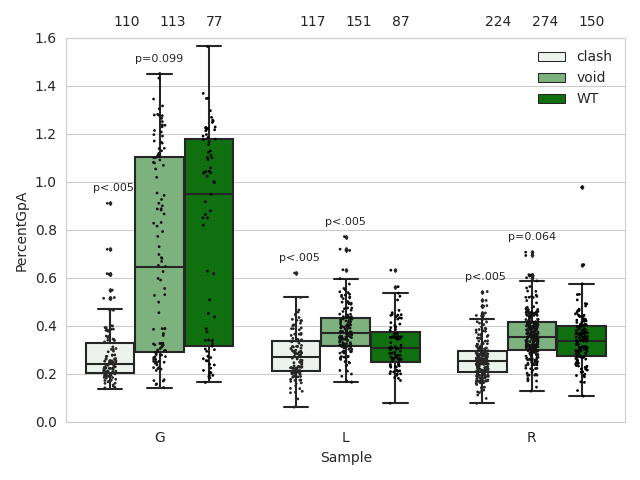 110 113 77 117 151 87 224 274 150
1.6
1.4
1.2
1.0
0.8
0.6
0.4
0.2
0.0
PercentGpA
p<.005
p=0.099
p<.005
p<.005
p<.005
p=0.064
clash
void
WT
G L R
Sample